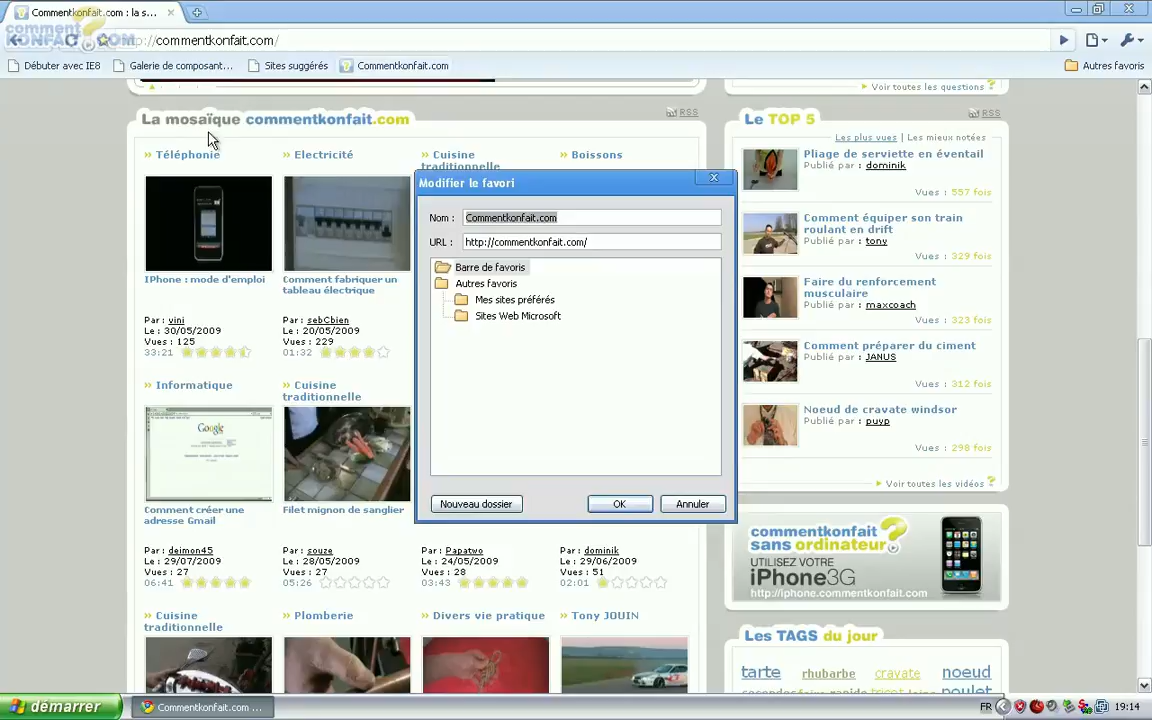 Commentkonfait.com : la s...
http://commentkonfait.com/
Débuter avec IE8
Galerie de composant...
Sites suggérés
Commentkonfait.com
Autres favoris
Voir toutes les questions
La mosaïque commentkonfait.com
RSS
Téléphonie
Electricité
Cuisine traditionnelle
Boissons
IPhone : mode d'emploi
Comment fabriquer un
tableau électrique
Par : vini
Le : 30/05/2009
Vues : 125
33:21
Par : sebCbien
Le : 20/05/2009
Vues : 229
01:32
Informatique
Cuisine
traditionnelle
Google
Comment créer une
adresse Gmail
Filet mignon de sanglier
Par : deimon45
Le : 29/07/2009
Vues : 27
06:41
Par : souze
Le : 28/05/2009
Vues : 27
05:26
Par : Papatwo
Le : 24/05/2009
Vues : 28
03:43
Par : dominik
Le : 29/06/2009
Vues : 51
02:01
Cuisine
traditionnelle
Plomberie
Divers vie pratique
Tony JOUIN
Modifier le favori
Nom : Commentkonfait.com
URL : http://commentkonfait.com/
Barre de favoris
Autres favoris
Mes sites préférés
Sites Web Microsoft
Nouveau dossier
OK
Annuler
Le TOP 5
RSS
Les plus vues | Les mieux notées
Pliage de serviette en éventail
Publié par : dominik
Vues : 557 fois
Comment équiper son train
roulant en drift
Publié par : tony
Vues : 329 fois
Faire du renforcement
musculaire
Publié par : maxcoach
Vues : 323 fois
Comment préparer du ciment
Publié par : JANUS
Vues : 312 fois
Noeud de cravate windsor
Publié par : puyp
Vues : 298 fois
Voir toutes les vidéos
commentkonfait
sans ordinateur
UTILISEZ VOTRE
iPhone3G
http://iphone.commentkonfait.com
Les TAGS du jour
tarte rhubarbe cravate noeud
secondes faire rapide tricot poulet
démarrer
Commentkonfait.com ...
FR
19:14
comment
KONFAIT.COM